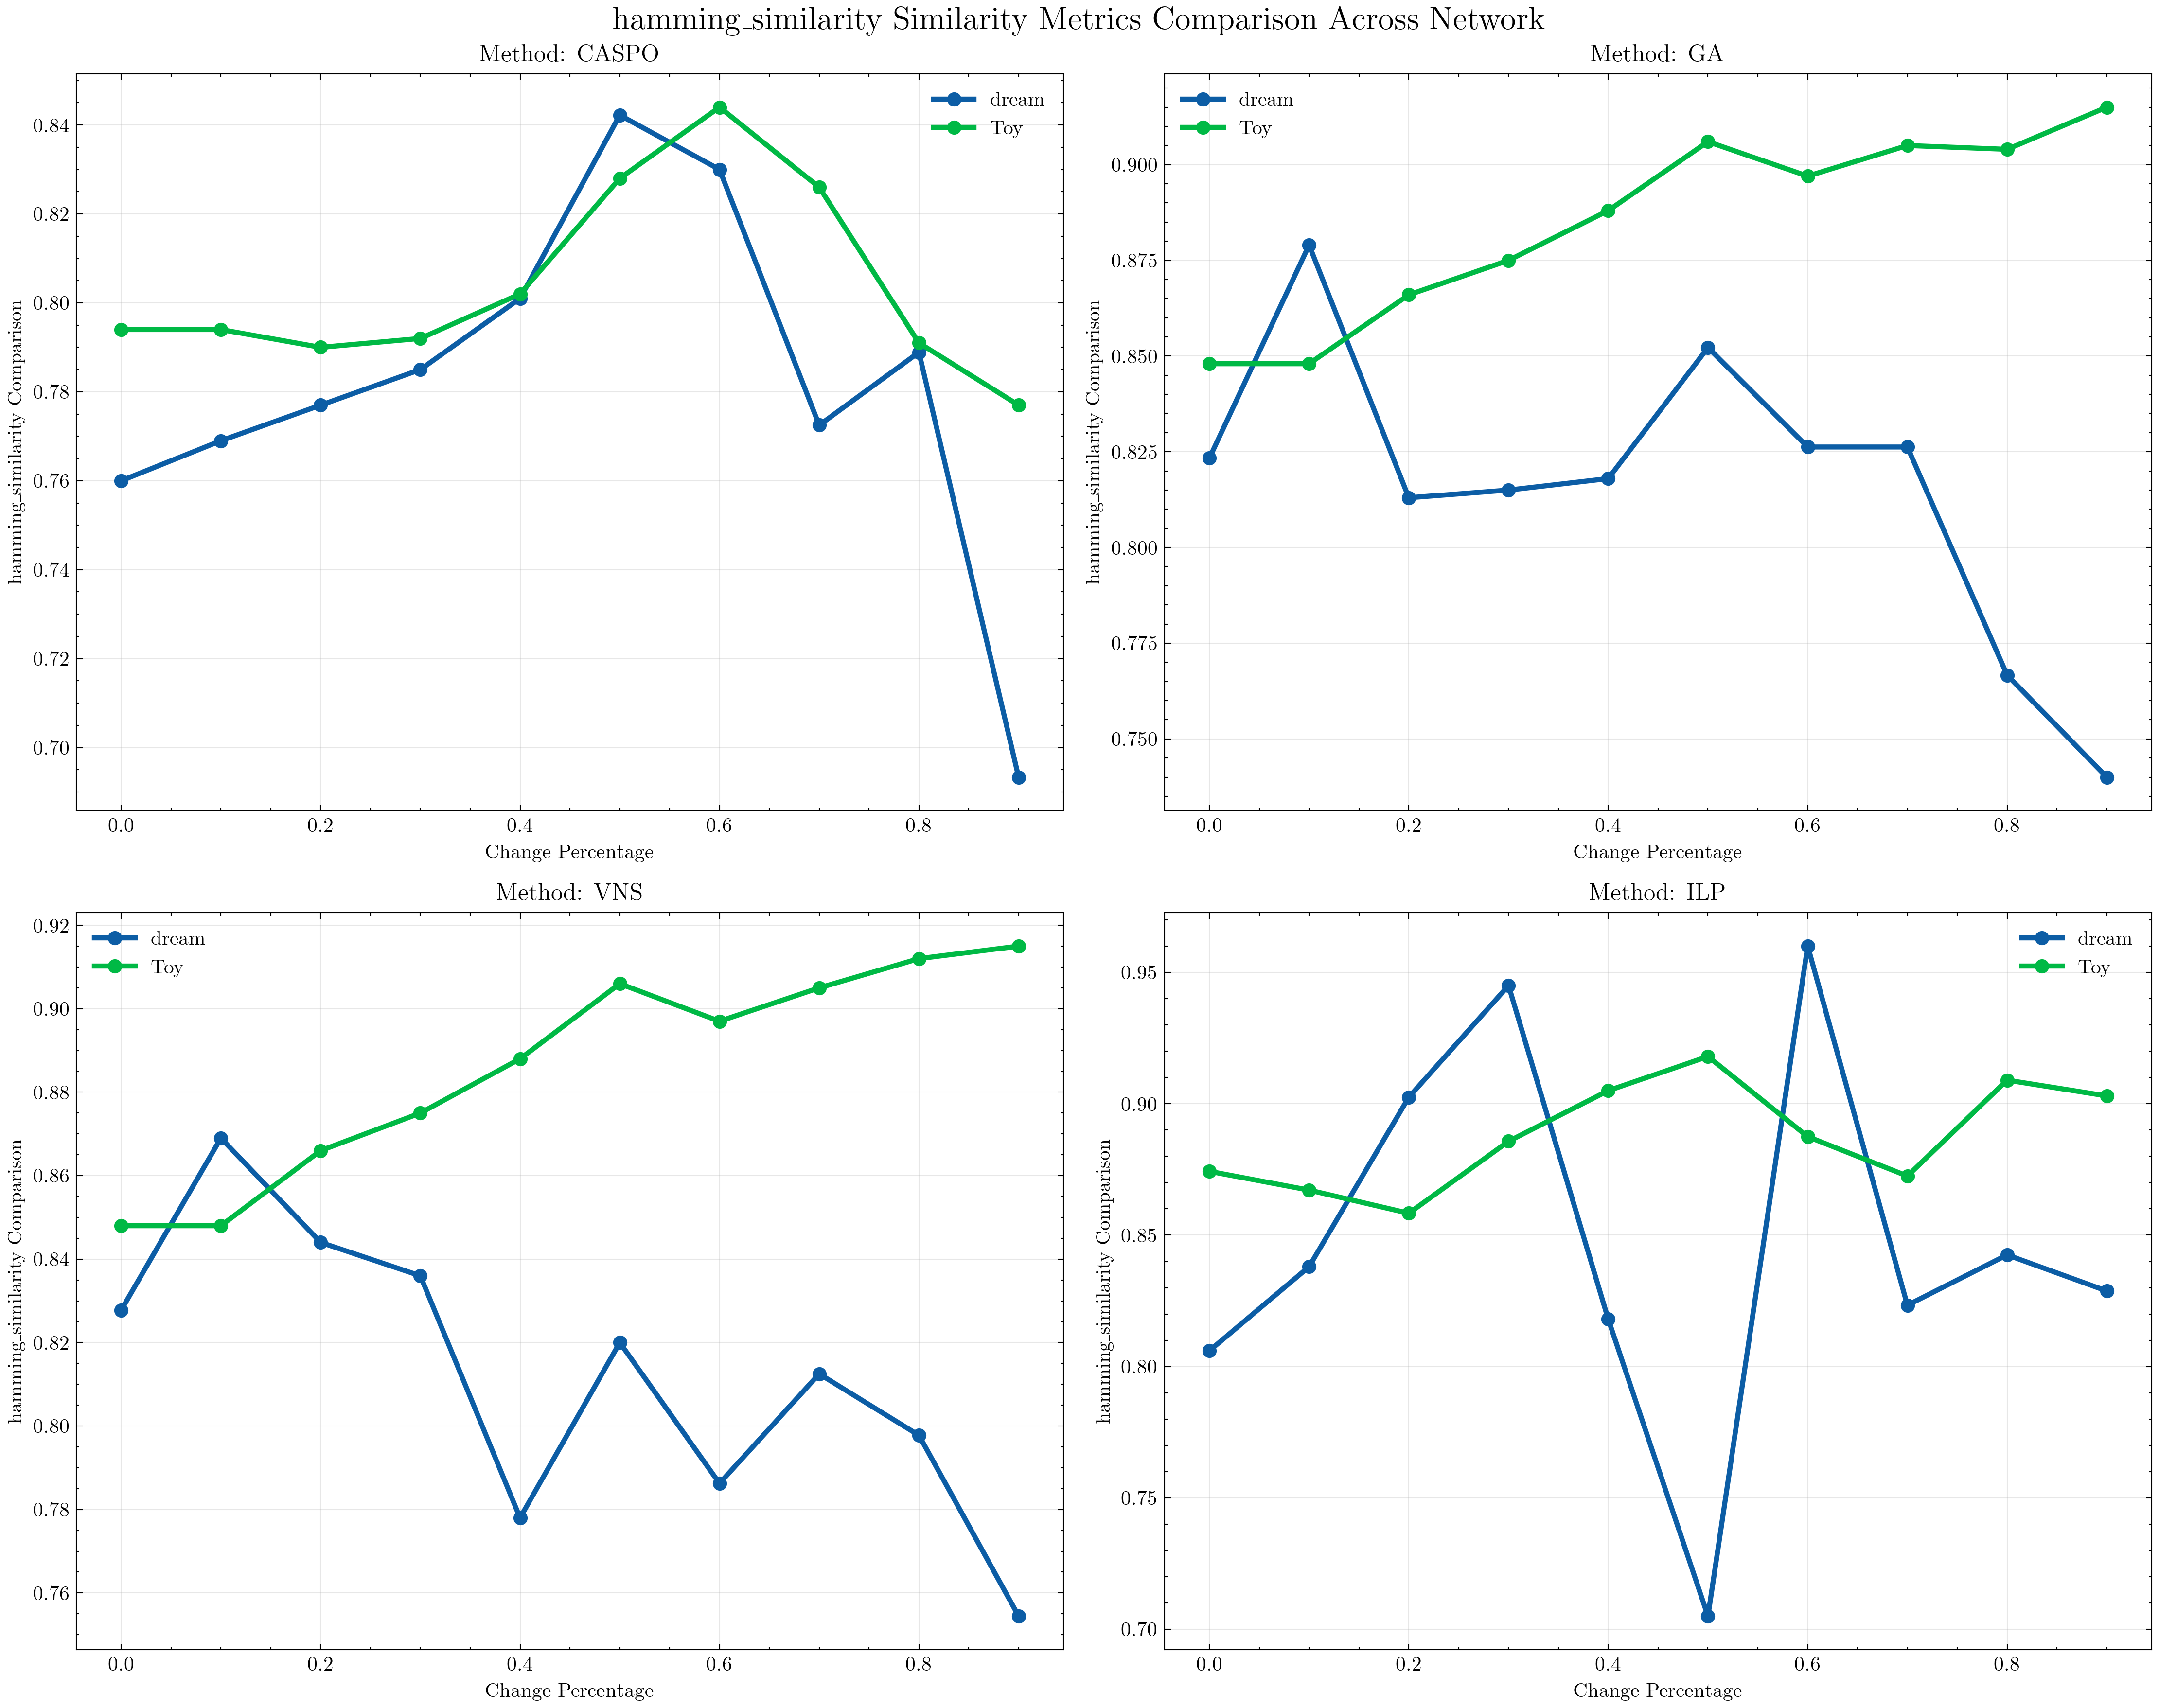 hamming_similarity Similarity Metrics Comparison Across Network
Method: CASPO
hamming_similarity Comparison
0.84
0.82
0.80
0.78
0.76
0.74
0.72
0.70
dream
Toy
0.0 0.2 0.4 0.6 0.8
Change Percentage
Method: GA
hamming_similarity Comparison
0.900
0.875
0.850
0.825
0.800
0.775
0.750
dream
Toy
0.0 0.2 0.4 0.6 0.8
Change Percentage
Method: VNS
hamming_similarity Comparison
0.92
0.90
0.88
0.86
0.84
0.82
0.80
0.78
0.76
dream
Toy
0.0 0.2 0.4 0.6 0.8
Change Percentage
Method: ILP
hamming_similarity Comparison
0.95
0.90
0.85
0.80
0.75
0.70
dream
Toy
0.0 0.2 0.4 0.6 0.8
Change Percentage